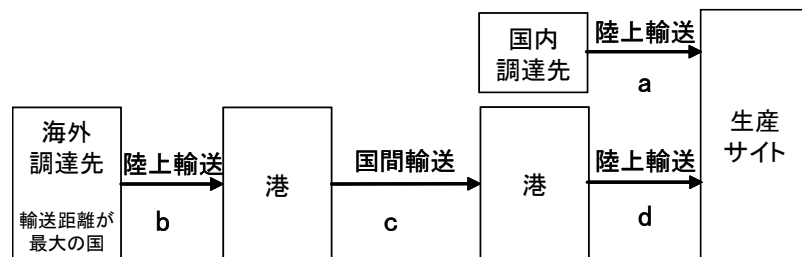 国内
調達先
陸上輸送
a
生産
サイト
海外
調達先
輸送距離が
最大の国
陸上輸送
b
港
国間輸送
c
港
陸上輸送
d